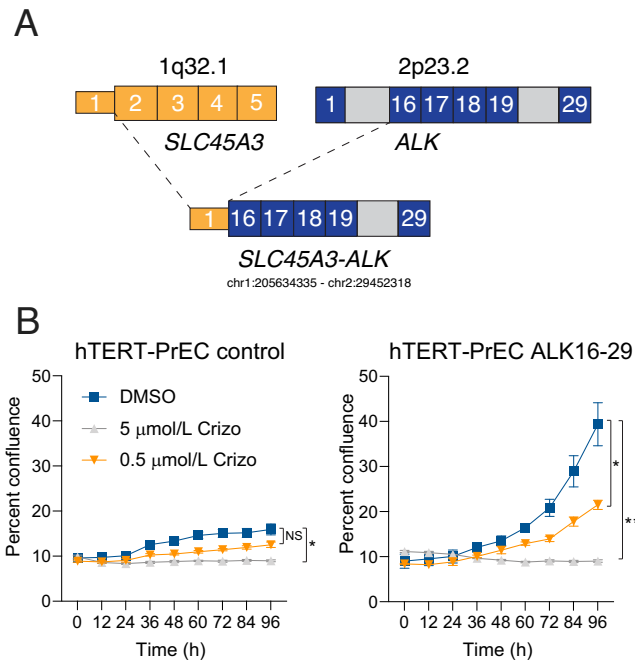 A
1q32.1
2p23.2
1 2 3 4 5
1 16 17 18 19 29
SLC45A3
ALK
1 16 17 18 19 29
SLC45A3-ALK
chr1:205634335 - chr2:29452318
B
hTERT-PrEC control
hTERT-PrEC ALK16-29
Percent confluence
50
40
30
20
10
0
DMSO
5 μmol/L Crizo
0.5 μmol/L Crizo
NS
*
0 12 24 36 48 60 72 84 96
Time (h)
Percent confluence
50
40
30
20
10
0
*
**
0 12 24 36 48 60 72 84 96
Time (h)